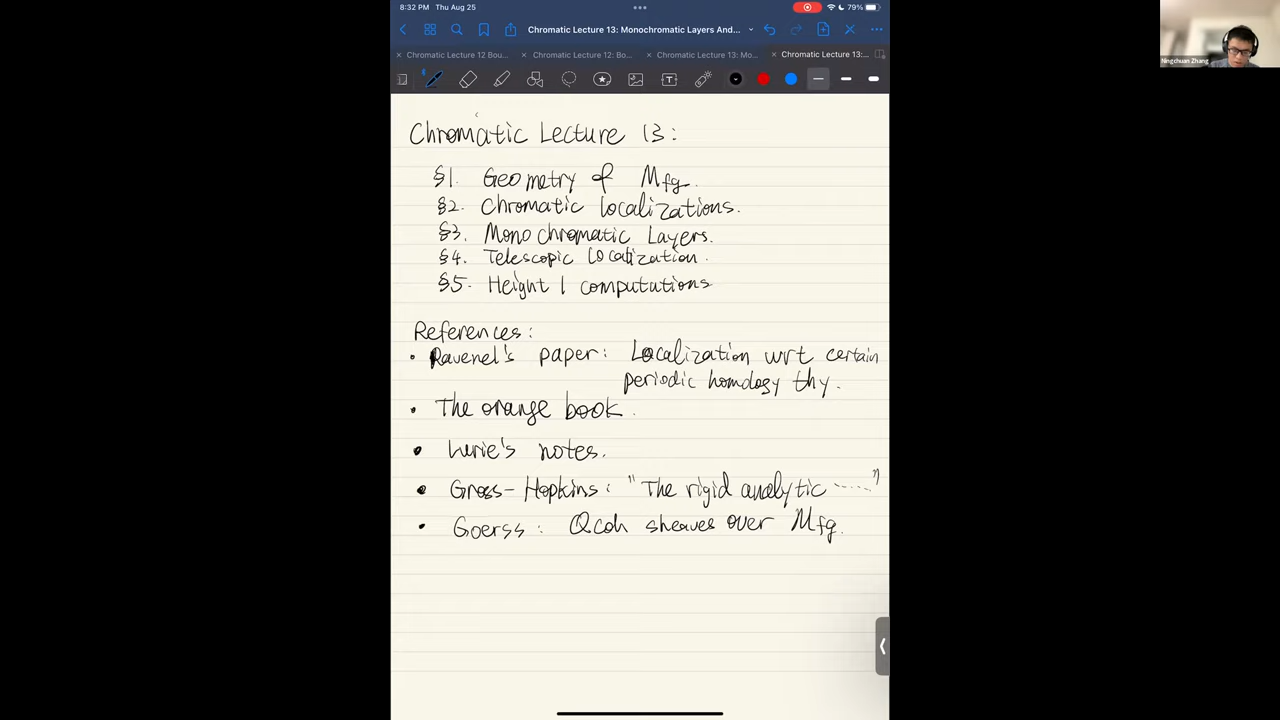 8:32 PM Thu Aug 25
79%
Chromatic Lecture 13: Monochromatic Layers And...
Chromatic Lecture 12 Bou...
Chromatic Lecture 12: Bo...
Chromatic Lecture 13: Mo...
Chromatic Lecture 13:...
Ningchuan Zhang
Chromatic Lecture 13:
§1. Geometry of Mfg.
§2. Chromatic localizations.
§3. Monochromatic Layers.
§4. Telescopic Localization.
§5. Height 1 computations
References:
• Ravenel's paper: Localization wrt certain
periodic homology thy.
• The orange book.
• Lurie's notes.
• Gross-Hopkins: "The rigid analytic ......"
• Goerss: Qcoh sheaves over Mfg.